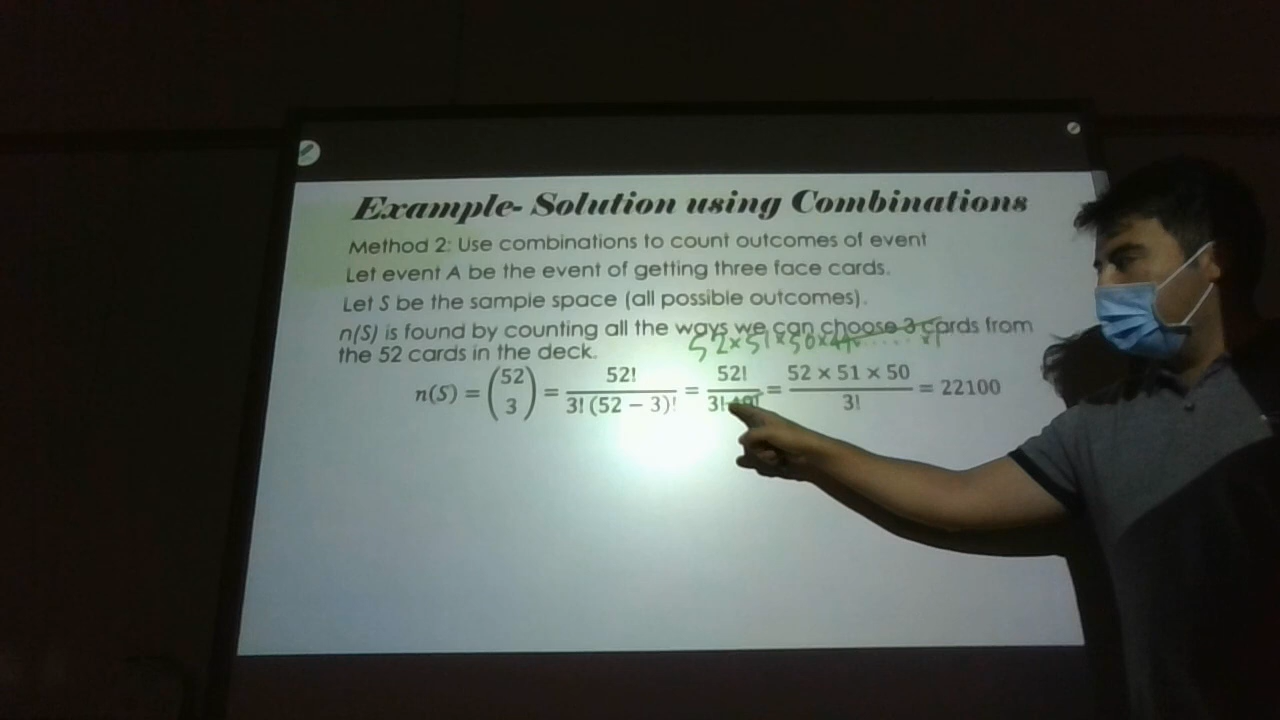 Example- Solution using Combinations
Method 2: Use combinations to count outcomes of event
Let event A be the event of getting three face cards.
Let S be the sample space (all possible outcomes).
n(S) is found by counting all the ways we can choose 3 cards from
the 52 cards in the deck.
52×51×50×49×.....×1
n(S) = (52 3) = 52! / 3!(52 − 3)! = 52! / 3!49! = 52 × 51 × 50 / 3! = 22100